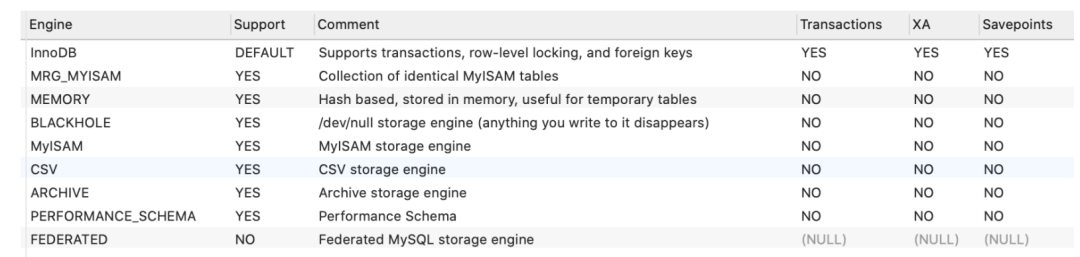 Engine Support Comment Transactions XA Savepoints
InnoDB DEFAULT Supports transactions, row-level locking, and foreign keys YES YES YES
MRG_MYISAM YES Collection of identical MyISAM tables NO NO NO
MEMORY YES Hash based, stored in memory, useful for temporary tables NO NO NO
BLACKHOLE YES /dev/null storage engine (anything you write to it disappears) NO NO NO
MyISAM YES MyISAM storage engine NO NO NO
CSV YES CSV storage engine NO NO NO
ARCHIVE YES Archive storage engine NO NO NO
PERFORMANCE_SCHEMA YES Performance Schema NO NO NO
FEDERATED NO Federated MySQL storage engine (NULL) (NULL) (NULL)